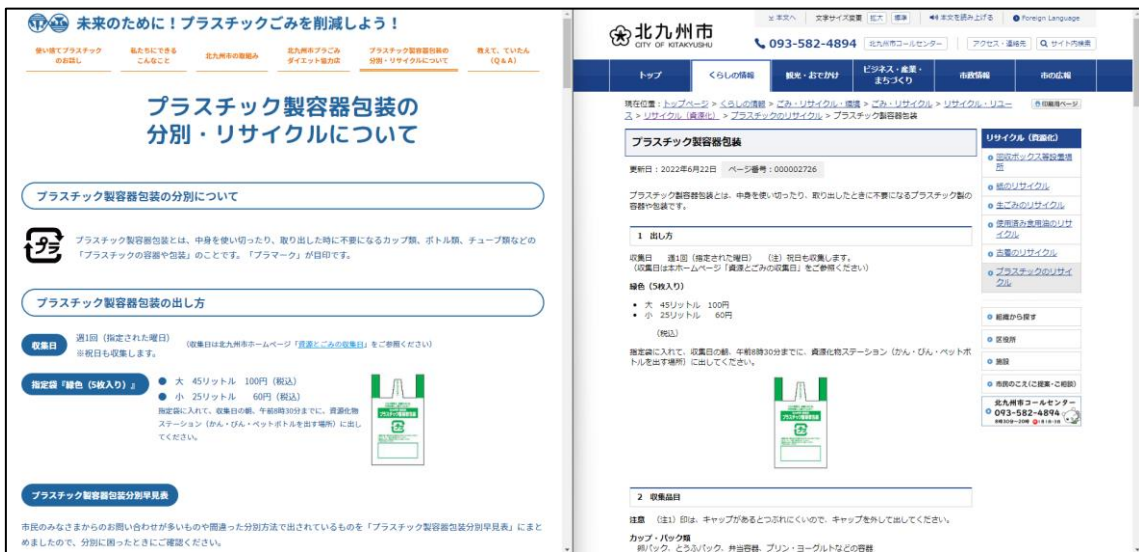 未来のために！プラスチックごみを削減しよう！
使い捨てプラスチック
のお話し
私たちにできる
こんなこと
北九州市の取組み
北九州市プラごみ
ダイエット協力店
プラスチック製容器包装の
分別・リサイクルについて
教えて、ていたん
（Q＆A）
プラスチック製容器包装の
分別・リサイクルについて
プラスチック製容器包装の分別について
プラ
プラスチック製容器包装とは、中身を使い切ったり、取り出した時に不要になるカップ類、ボトル類、チューブ類などの
「プラスチックの容器や包装」のことです。「プラマーク」が目印です。
プラスチック製容器包装の出し方
収集日
週1回（指定された曜日）
※祝日も収集します。
（収集日は北九州市ホームページ「資源とごみの収集日」をご参照ください）
指定袋『緑色（5枚入り）』
● 大 45リットル 100円（税込）
● 小 25リットル 60円（税込）
指定袋に入れて、収集日の朝、午前8時30分までに、資源化物
ステーション（かん・びん・ペットボトルを出す場所）に出し
てください。
プラスチック製容器包装
プラスチック製容器包装分別早見表
市民のみなさまからのお問い合わせが多いものや間違った分別方法で出されているものを「プラスチック製容器包装分別早見表」にまと
めましたので、分別に困ったときにご確認ください。
本文へ 文字サイズ変更 拡大 標準 本文を読み上げる Foreign Language
北九州市
CITY OF KITAKYUSHU
093-582-4894 北九州市コールセンター アクセス・連絡先 サイト内検索
トップ
くらしの情報
観光・おでかけ
ビジネス・産業・
まちづくり
市政情報
市の広報
現在位置：トップページ > くらしの情報 > ごみ・リサイクル・環境 > ごみ・リサイクル > リサイクル・リユー
ス > リサイクル（資源化） > プラスチックのリサイクル > プラスチック製容器包装
印刷用ページ
プラスチック製容器包装
更新日：2022年6月22日 ページ番号：000002726
プラスチック製容器包装とは、中身を使い切ったり、取り出したときに不要になるプラスチック製の
容器や包装です。
1 出し方
収集日 週1回（指定された曜日） （注）祝日も収集します。
（収集日は本ホームページ「資源とごみの収集日」をご参照ください）
緑色（5枚入り）
• 大 45リットル 100円
• 小 25リットル 60円
（税込）
指定袋に入れて、収集日の朝、午前8時30分までに、資源化物ステーション（かん・びん・ペットボ
トルを出す場所）に出してください。
プラスチック製容器包装
2 収集品目
注意 （注1）印は、キャップがあるとつぶれにくいので、キャップを外して出してください。
カップ・パック類
卵パック、とうふパック、弁当容器、プリン・ヨーグルトなどの容器
リサイクル（資源化）
回収ボックス等設置場
所
紙のリサイクル
生ごみのリサイクル
使用済み食用油のリサ
イクル
古着のリサイクル
プラスチックのリサイ
クル
組織から探す
区役所
施設
市民のこえ（ご提案・ご相談）
北九州市コールセンター
093-582-4894